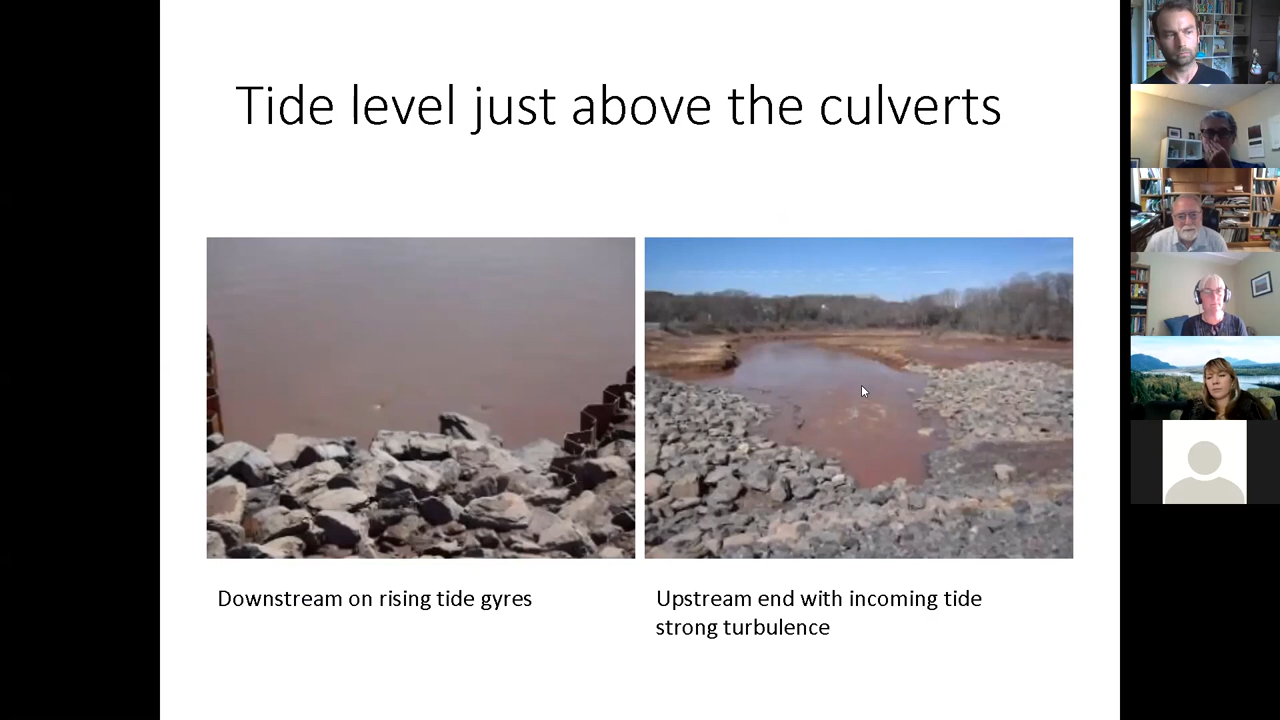 Tide level just above the culverts
Downstream on rising tide gyres
Upstream end with incoming tide
strong turbulence